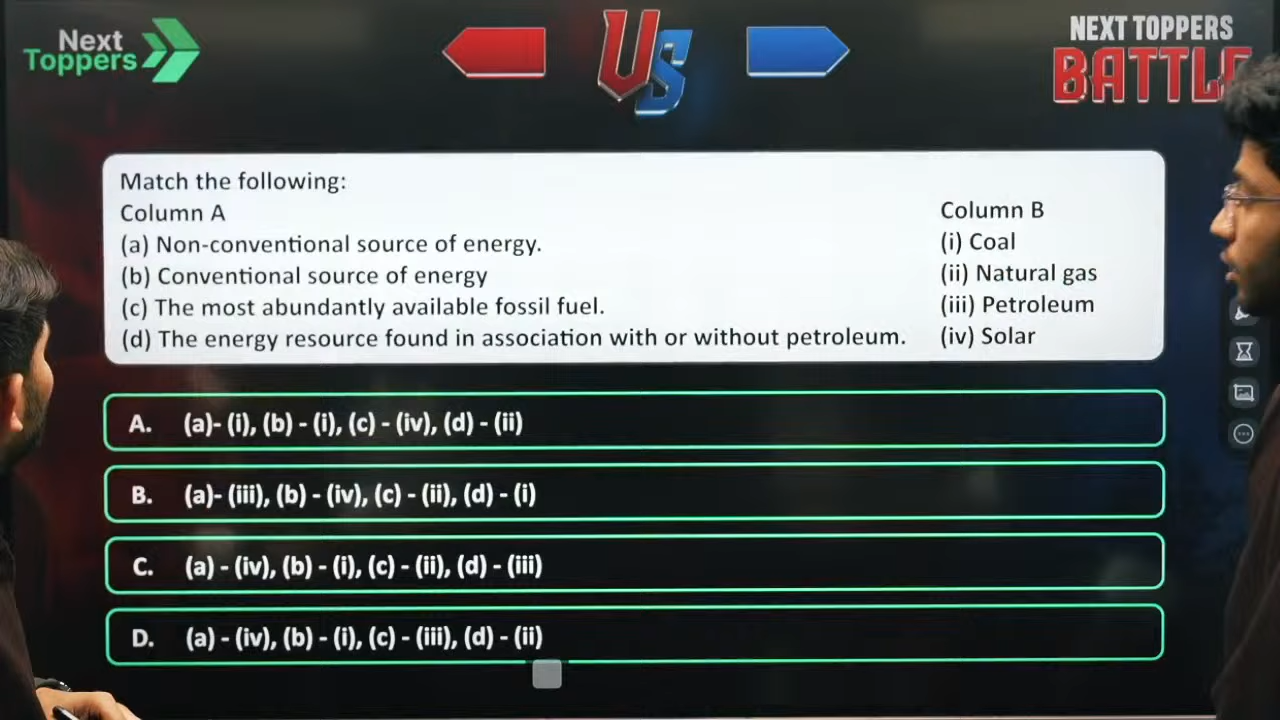 Next
Toppers
US
NEXT TOPPERS
BATTL
Match the following:
Column A
Column B
(a) Non-conventional source of energy.
(i) Coal
(b) Conventional source of energy
(ii) Natural gas
(c) The most abundantly available fossil fuel.
(iii) Petroleum
(d) The energy resource found in association with or without petroleum.
(iv) Solar
A. (a)- (i), (b) - (i), (c) - (iv), (d) - (ii)
B. (a)- (iii), (b) - (iv), (c) - (ii), (d) - (i)
C. (a) - (iv), (b) - (i), (c) - (ii), (d) - (iii)
D. (a) - (iv), (b) - (i), (c) - (iii), (d) - (ii)